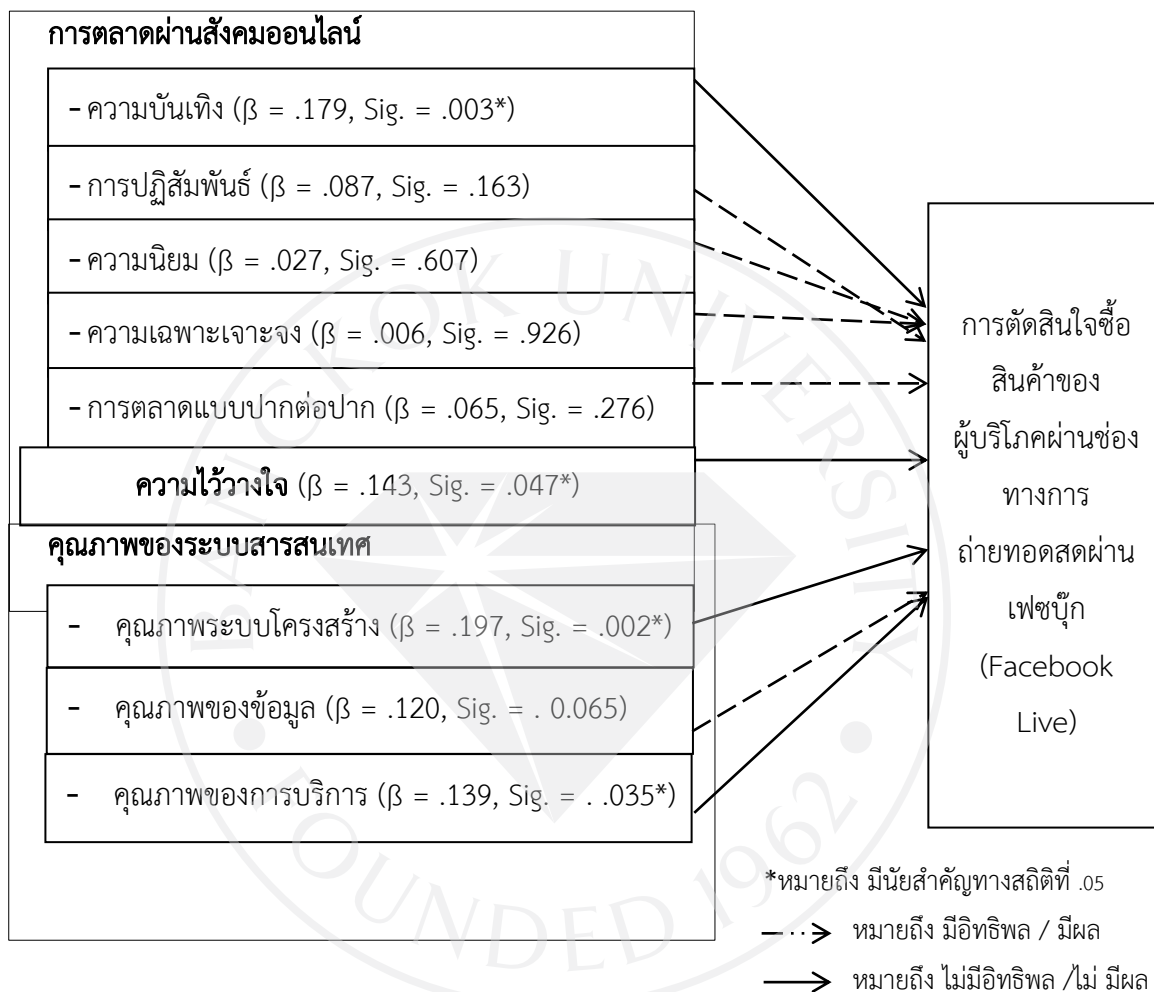 การตลาดผ่านสังคมออนไลน์
- ความบันเทิง (β = .179, Sig. = .003*)
- การปฏิสัมพันธ์ (β = .087, Sig. = .163)
- ความนิยม (β = .027, Sig. = .607)
- ความเฉพาะเจาะจง (β = .006, Sig. = .926)
- การตลาดแบบปากต่อปาก (β = .065, Sig. = .276)
ความไว้วางใจ (β = .143, Sig. = .047*)
คุณภาพของระบบสารสนเทศ
- คุณภาพระบบโครงสร้าง (β = .197, Sig. = .002*)
- คุณภาพของข้อมูล (β = .120, Sig. = . 0.065)
- คุณภาพของการบริการ (β = .139, Sig. = . .035*)
การตัดสินใจซื้อ
สินค้าของ
ผู้บริโภคผ่านช่อง
ทางการ
ถ่ายทอดสดผ่าน
เฟซบุ๊ก
(Facebook
Live)
*หมายถึง มีนัยสำคัญทางสถิติที่ .05
หมายถึง มีอิทธิพล / มีผล
หมายถึง ไม่มีอิทธิพล /ไม่ มีผล
BANGKOK UNIVERSITY
FOUNDED 1962